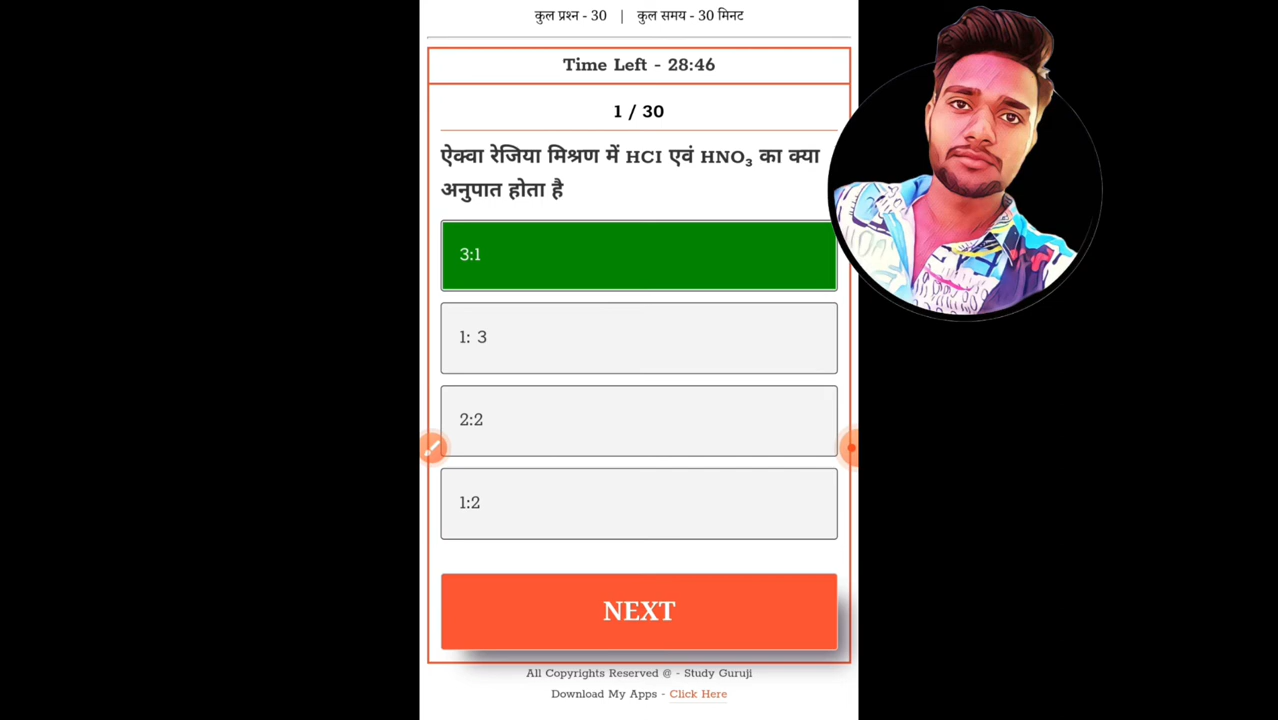 कुल प्रश्न - 30 | कुल समय - 30 मिनट
Time Left - 28:46
1 / 30
ऐक्वा रेजिया मिश्रण में HCI एवं HNO₃ का क्या
अनुपात होता है
3:1
1: 3
2:2
1:2
NEXT
All Copyrights Reserved @ - Study Guruji
Download My Apps - Click Here